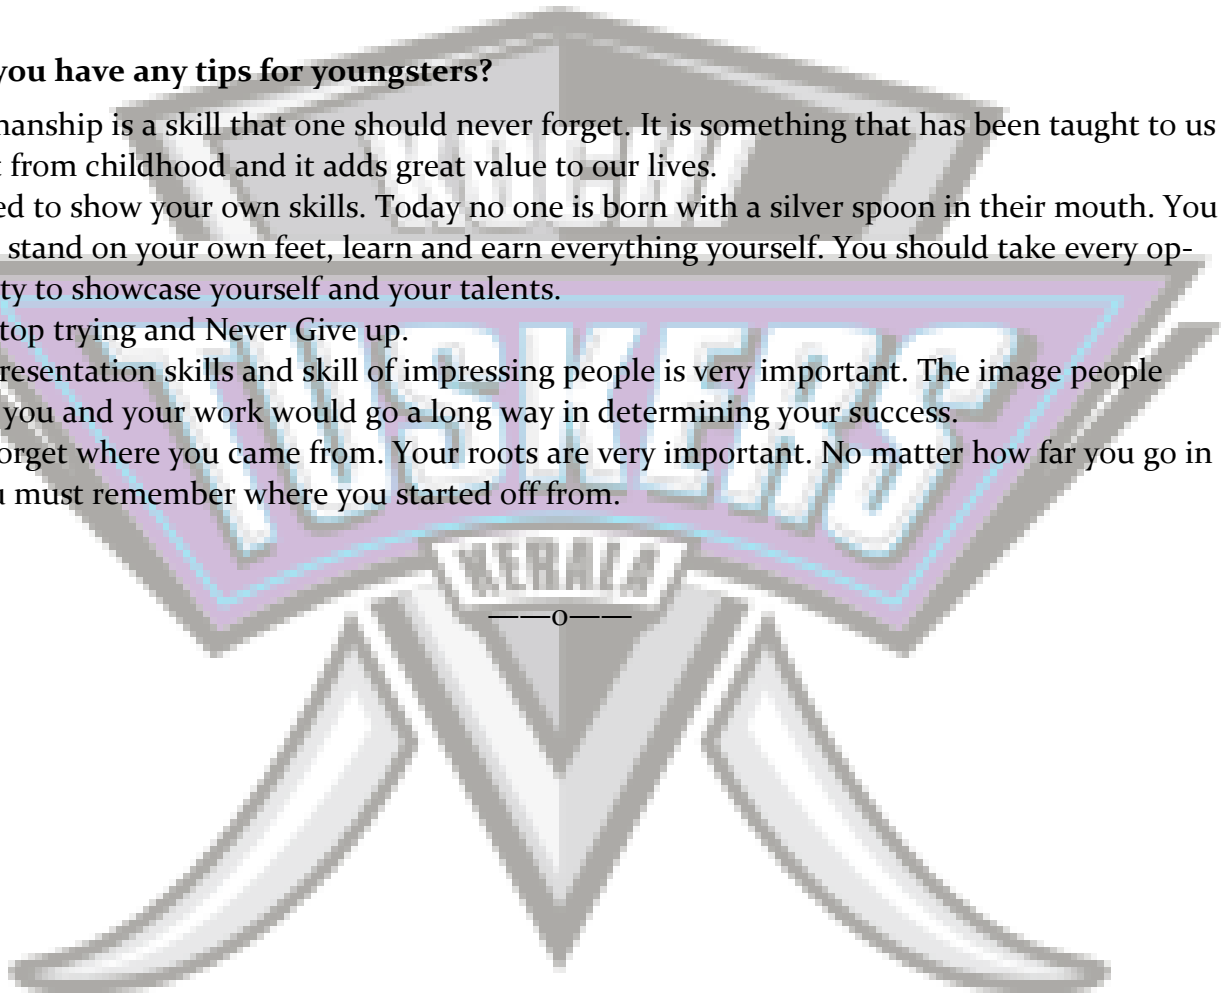 you have any tips for youngsters?
manship is a skill that one should never forget. It is something that has been taught to us
t from childhood and it adds great value to our lives.
ed to show your own skills. Today no one is born with a silver spoon in their mouth. You
stand on your own feet, learn and earn everything yourself. You should take every op-
ty to showcase yourself and your talents.
top trying and Never Give up.
resentation skills and skill of impressing people is very important. The image people
you and your work would go a long way in determining your success.
orget where you came from. Your roots are very important. No matter how far you go in
u must remember where you started off from.
KOCHI
TUSKERS
KERALA
——o——